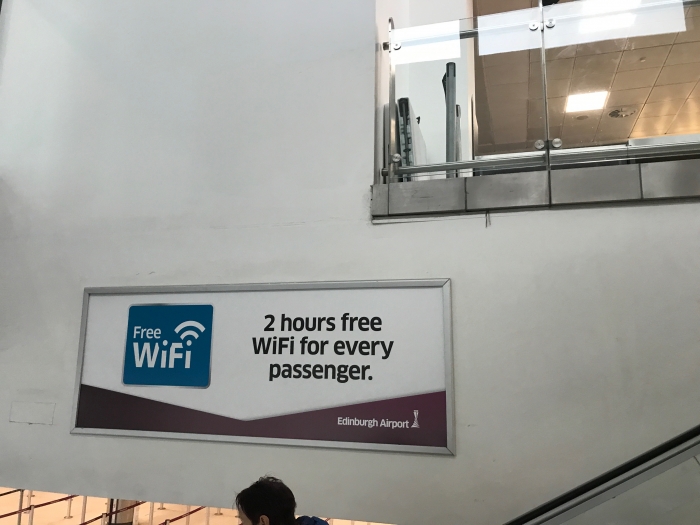 Free
WiFi
2 hours free
WiFi for every
passenger.
Edinburgh Airport